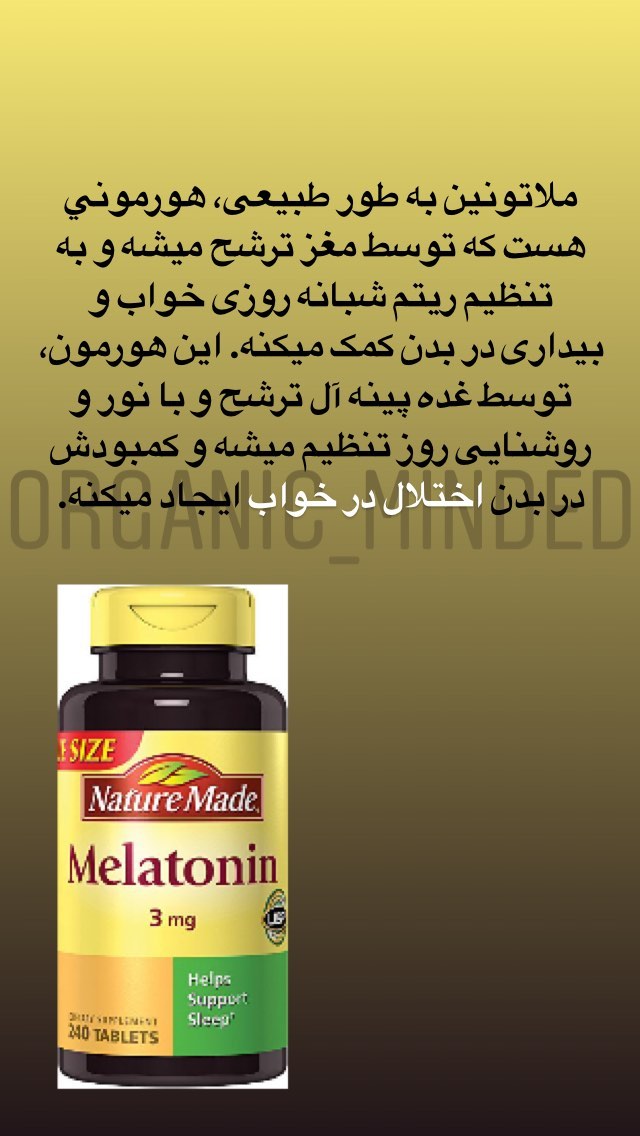 ملاتونین به طور طبیعی، هورموني
هست که توسط مغز ترشح میشه و به
تنظیم ریتم شبانه روزی خواب و
بیداری در بدن کمک میکنه. این هورمون،
توسط غده پینه آل ترشح و با نور و
روشنایی روز تنظیم میشه و کمبودش
در بدن اختلال در خواب ایجاد میکنه.
ORGANIC_MINDED
E SIZE
Nature Made
Melatonin
3 mg
USP
Helps
Support
Sleep†
DIETARY SUPPLEMENT
240 TABLETS